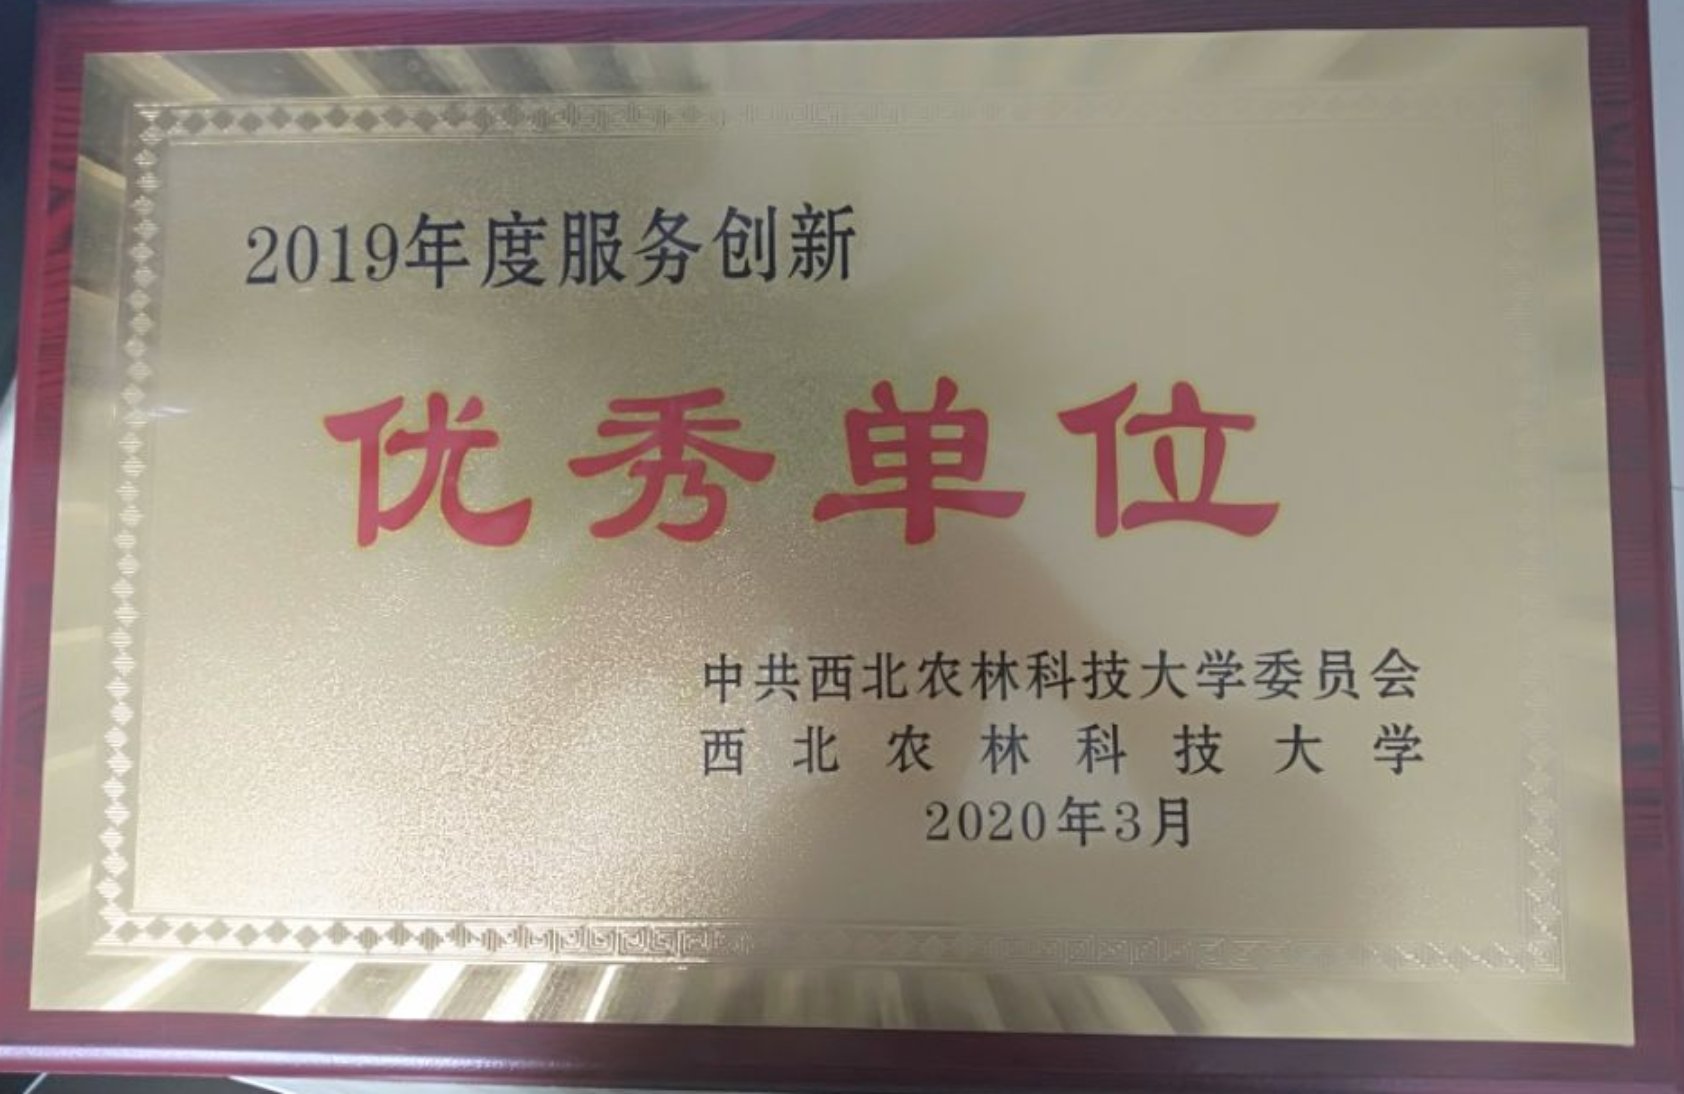 2019年度服务创新
优秀单位
中共西北农林科技大学委员会
西北农林科技大学
2020年3月